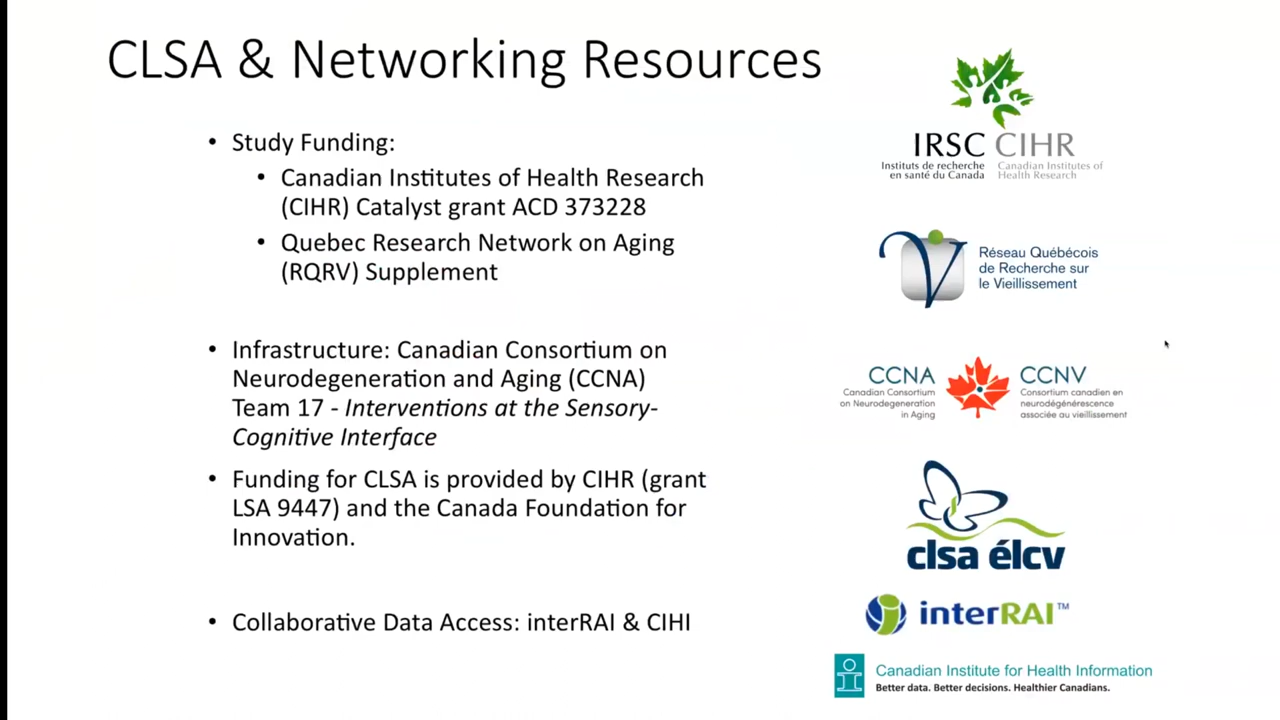 CLSA & Networking Resources
• Study Funding:
• Canadian Institutes of Health Research
(CIHR) Catalyst grant ACD 373228
• Quebec Research Network on Aging
(RQRV) Supplement
• Infrastructure: Canadian Consortium on
Neurodegeneration and Aging (CCNA)
Team 17 - Interventions at the Sensory-
Cognitive Interface
• Funding for CLSA is provided by CIHR (grant
LSA 9447) and the Canada Foundation for
Innovation.
• Collaborative Data Access: interRAI & CIHI
IRSC CIHR
Instituts de recherche
en santé du Canada
Canadian Institutes of
Health Research
Réseau Québécois
de Recherche sur
le Vieillissement
CCNA
Canadian Consortium
on Neurodegeneration
in Aging
CCNV
Consortium canadien en
neurodégénérescence
associée au vieillissement
clsa élcv
interRAI™
Canadian Institute for Health Information
Better data. Better decisions. Healthier Canadians.